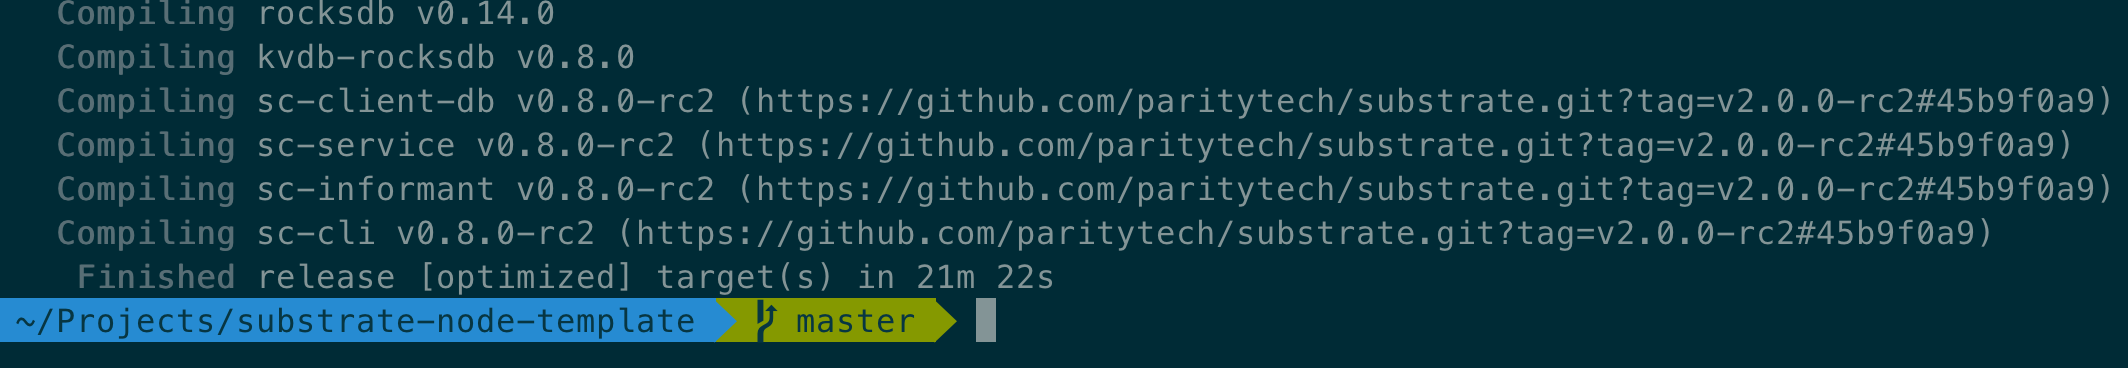 Compiling rocksdb v0.14.0
Compiling kvdb-rocksdb v0.8.0
Compiling sc-client-db v0.8.0-rc2 (https://github.com/paritytech/substrate.git?tag=v2.0.0-rc2#45b9f0a9)
Compiling sc-service v0.8.0-rc2 (https://github.com/paritytech/substrate.git?tag=v2.0.0-rc2#45b9f0a9)
Compiling sc-informant v0.8.0-rc2 (https://github.com/paritytech/substrate.git?tag=v2.0.0-rc2#45b9f0a9)
Compiling sc-cli v0.8.0-rc2 (https://github.com/paritytech/substrate.git?tag=v2.0.0-rc2#45b9f0a9)
Finished release [optimized] target(s) in 21m 22s
~/Projects/substrate-node-template master